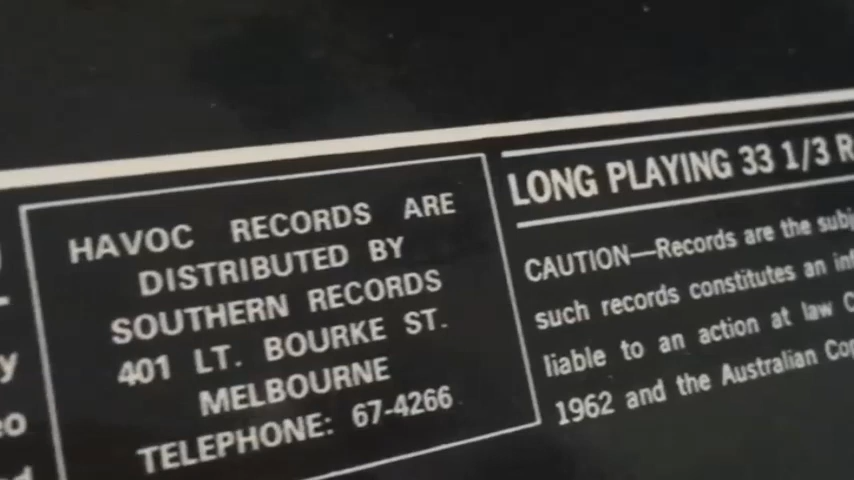 HAVOC RECORDS ARE
DISTRIBUTED BY
SOUTHERN RECORDS
401 LT. BOURKE ST.
MELBOURNE
TELEPHONE: 67-4266
LONG PLAYING 33 1/3
CAUTION—Records are the
such records constitutes an
liable to an action at law
1962 and the Australian